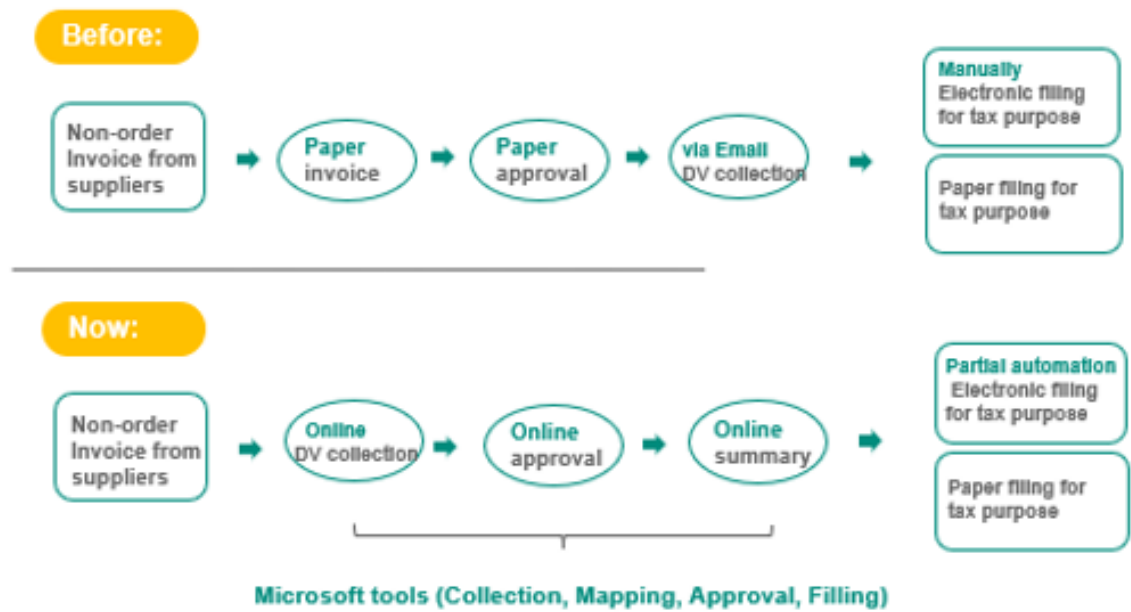 Before:
Non-order
Invoice from
suppliers
Paper
invoice
Paper
approval
via Email
DV collection
Manually
Electronic filing
for tax purpose
Paper filing for
tax purpose
Now:
Non-order
Invoice from
suppliers
Online
DV collection
Online
approval
Online
summary
Partial automation
Electronic filing
for tax purpose
Paper filing for
tax purpose
Microsoft tools (Collection, Mapping, Approval, Filling)